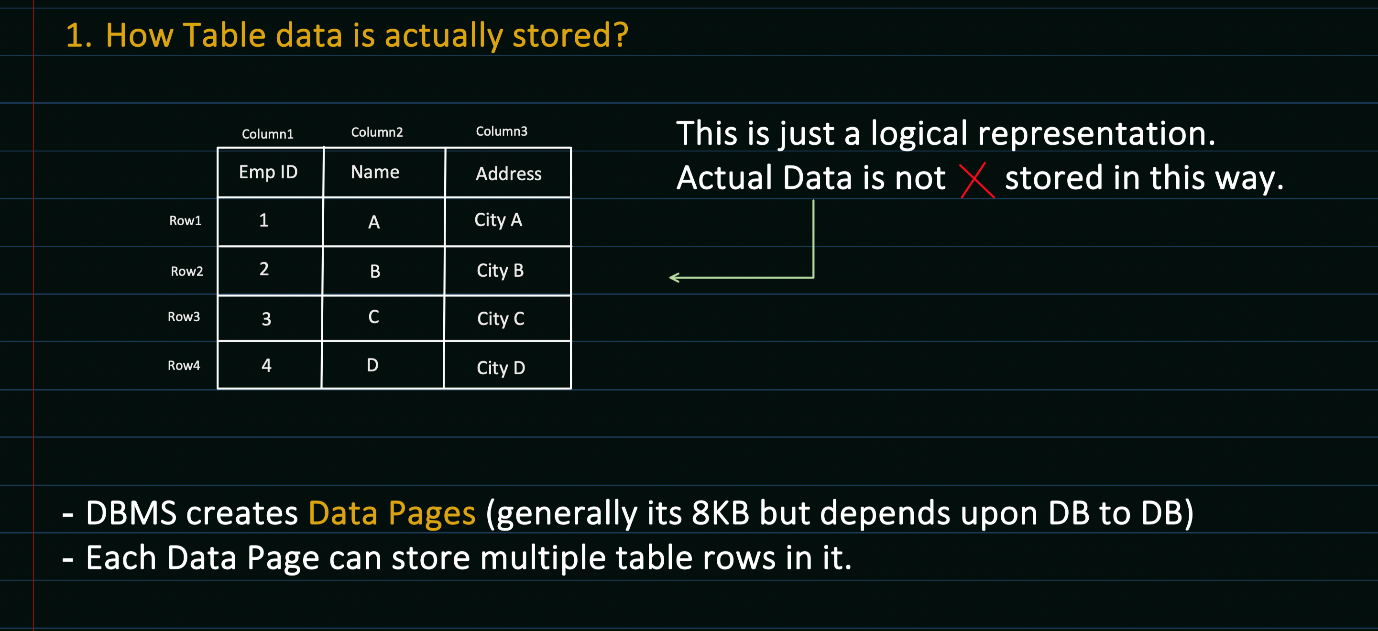 1. How Table data is actually stored?
Column1 Column2 Column3
Emp ID Name Address
Row1 1 A City A
Row2 2 B City B
Row3 3 C City C
Row4 4 D City D
This is just a logical representation.
Actual Data is not stored in this way.
- DBMS creates Data Pages (generally its 8KB but depends upon DB to DB)
- Each Data Page can store multiple table rows in it.